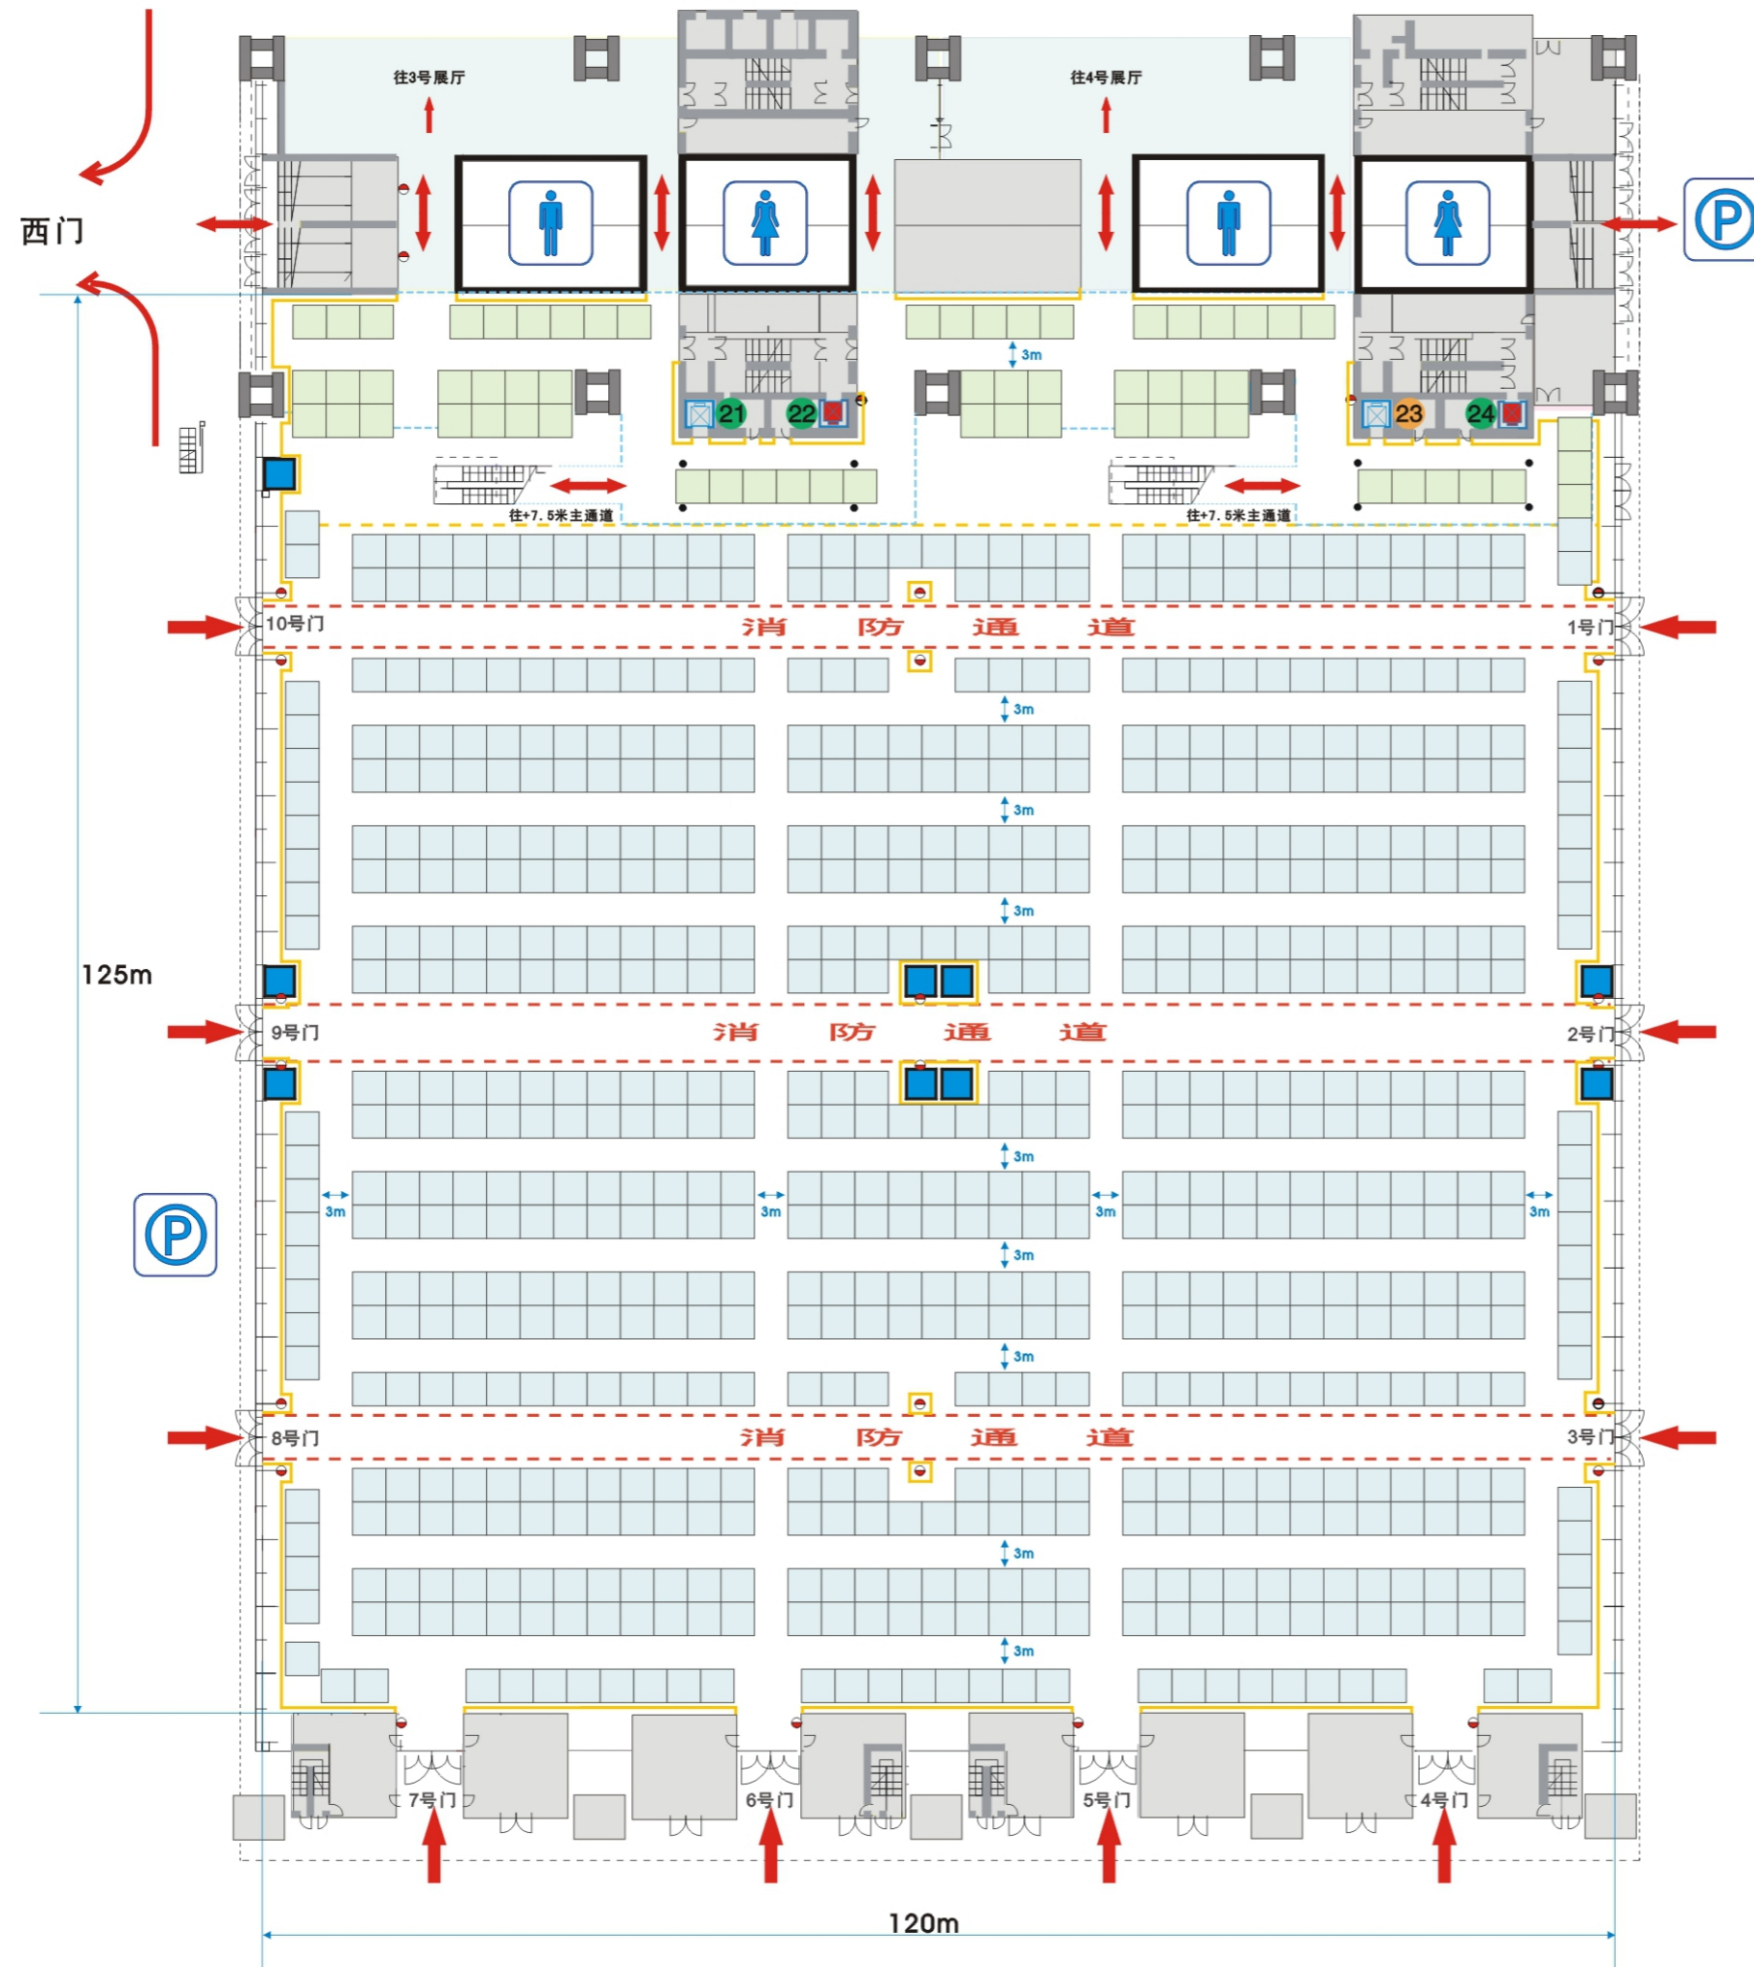 往3号展厅
往4号展厅
西门
P
3m
21
22
23
24
往+7.5米主通道
往+7.5米主通道
10号门
消防通道
1号门
3m
3m
3m
125m
9号门
消防通道
2号门
3m
3m
3m
3m
3m
P
3m
3m
8号门
消防通道
3号门
3m
3m
7号门
6号门
5号门
4号门
120m